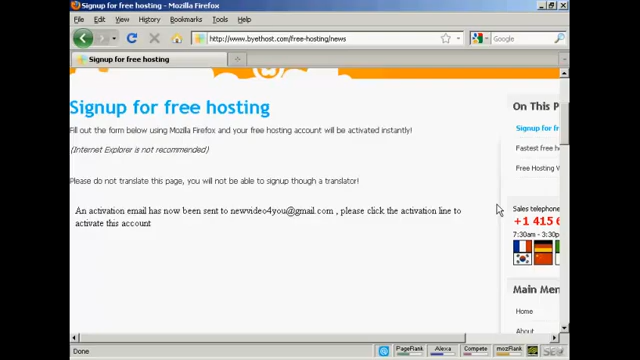 Signup for free hosting - Mozilla Firefox
File Edit View History Bookmarks Tools Help
http://www.byethost.com/free-hosting/news
Google
Signup for free hosting
Signup for free hosting
Fill out the form below using Mozilla Firefox and your free hosting account will be activated instantly!
(Internet Explorer is not recommended)
Please do not translate this page, you will not be able to signup though a translator!
An activation email has now been sent to newvideo4you@gmail.com , please click the activation line to
activate this account
On This P
Signup for fr
Fastest free h
Free Hosting V
Sales telephone
+1 415 6
7:30am - 3:30p
Main Men
Home
About
Done
PageRank
Alexa
Compete
mozRank
SEO